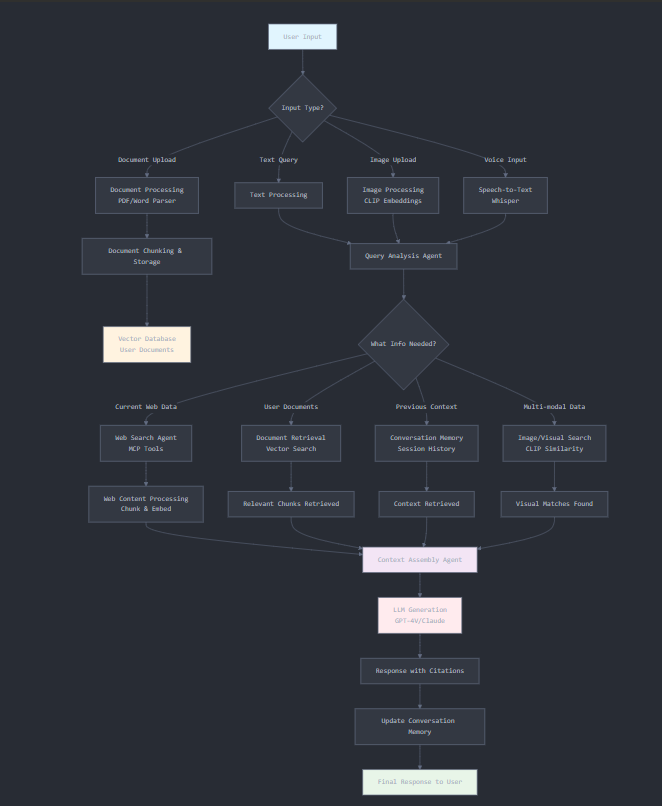 User Input
Input Type?
Document Upload
Text Query
Image Upload
Voice Input
Document Processing
PDF/Word Parser
Text Processing
Image Processing
CLIP Embeddings
Speech-to-Text
Whisper
Document Chunking &
Storage
Query Analysis Agent
Vector Database
User Documents
What Info Needed?
Current Web Data
User Documents
Previous Context
Multi-modal Data
Web Search Agent
MCP Tools
Document Retrieval
Vector Search
Conversation Memory
Session History
Image/Visual Search
CLIP Similarity
Web Content Processing
Chunk & Embed
Relevant Chunks Retrieved
Context Retrieved
Visual Matches Found
Context Assembly Agent
LLM Generation
GPT-4V/Claude
Response with Citations
Update Conversation
Memory
Final Response to User